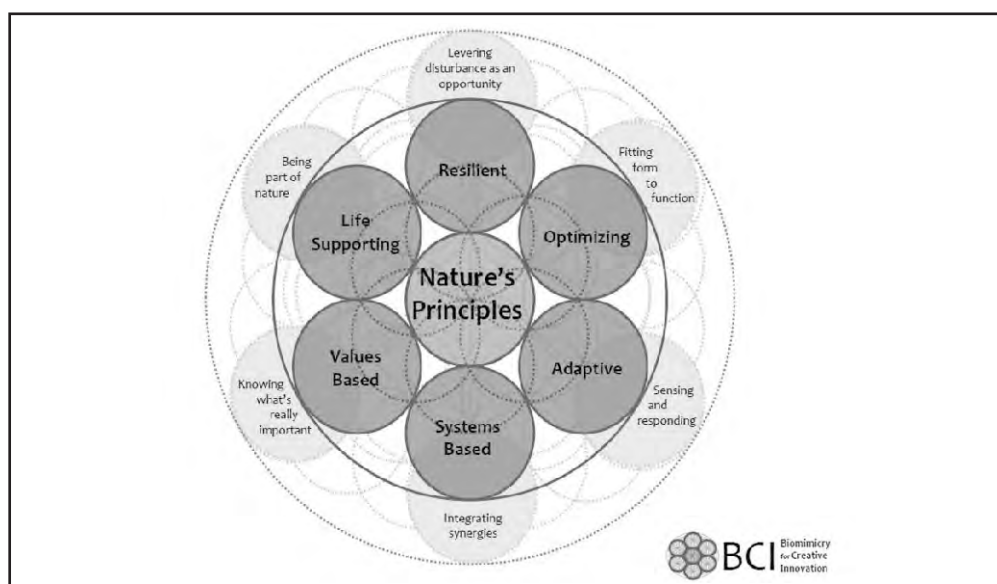 Levering
disturbance as an
opportunity
Being
part of
nature
Fitting
form
to
function
Resilient
Life
Supporting
Optimizing
Nature's
Principles
Values
Based
Adaptive
Systems
Based
Knowing
what's
really
important
Sensing
and
responding
Integrating
synergies
BCI
Biomimicry
for Creative
Innovation